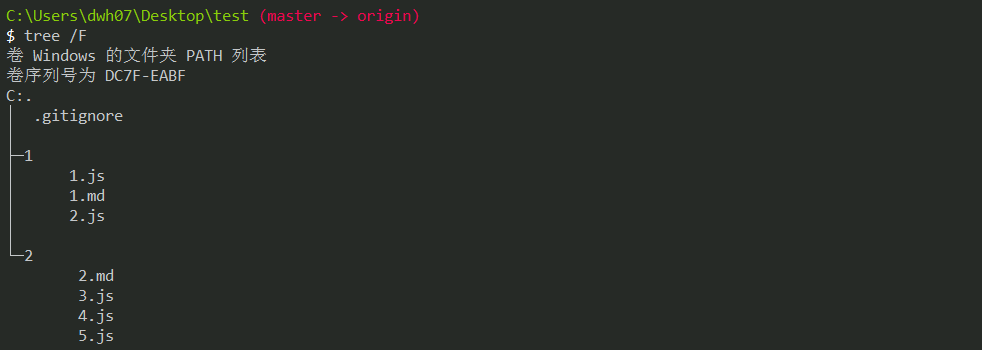 C:\Users\dwh07\Desktop\test (master -> origin)
$ tree /F
卷 Windows 的文件夹 PATH 列表
卷序列号为 DC7F-EABF
C:.
│  .gitignore
│
├─1
│      1.js
│      1.md
│      2.js
│
└─2
        2.md
        3.js
        4.js
        5.js